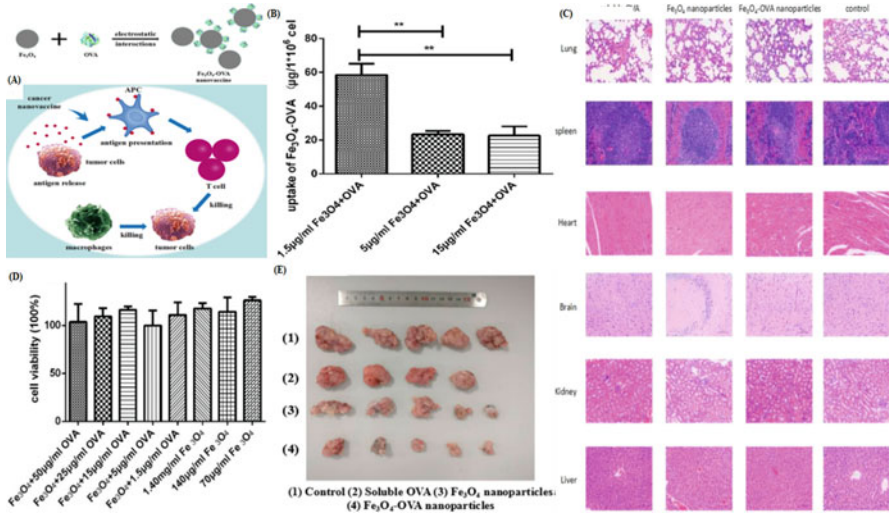 electrostatic
interactions
Fe₃O₄
+
OVA
Fe₃O₄-OVA
nanovaccine
(A)
cancer
nanovaccine
APC
antigen presentation
tumor cells
antigen release
T cell
killing
macrophages
killing
tumor cells
(B)
uptake of Fe₃O₄-OVA (µg/1*10⁶ cel
80
60
40
20
0
**
**
1.5µg/ml Fe3O4+OVA
5µg/ml Fe3O4+OVA
15µg/ml Fe3O4+OVA
(C)
OVA
Fe₃O₄ nanoparticles
Fe₃O₄-OVA nanoparticles
control
Lung
pleen
Heart
Brain
Kidney
Liver
(D)
cell viability (100%)
100
50
0
Fe₃O₄+50µg/ml OVA
Fe₃O₄+25µg/ml OVA
Fe₃O₄+15µg/ml OVA
Fe₃O₄+5µg/ml OVA
Fe₃O₄+1.5µg/ml OVA
1.40mg/ml Fe₃O₄
140µg/ml Fe₃O₄
70µg/ml Fe₃O₄
(E)
(1)
(2)
(3)
(4)
(1) Control (2) Soluble OVA (3) Fe₃O₄ nanoparticles
(4) Fe₃O₄-OVA nanoparticles